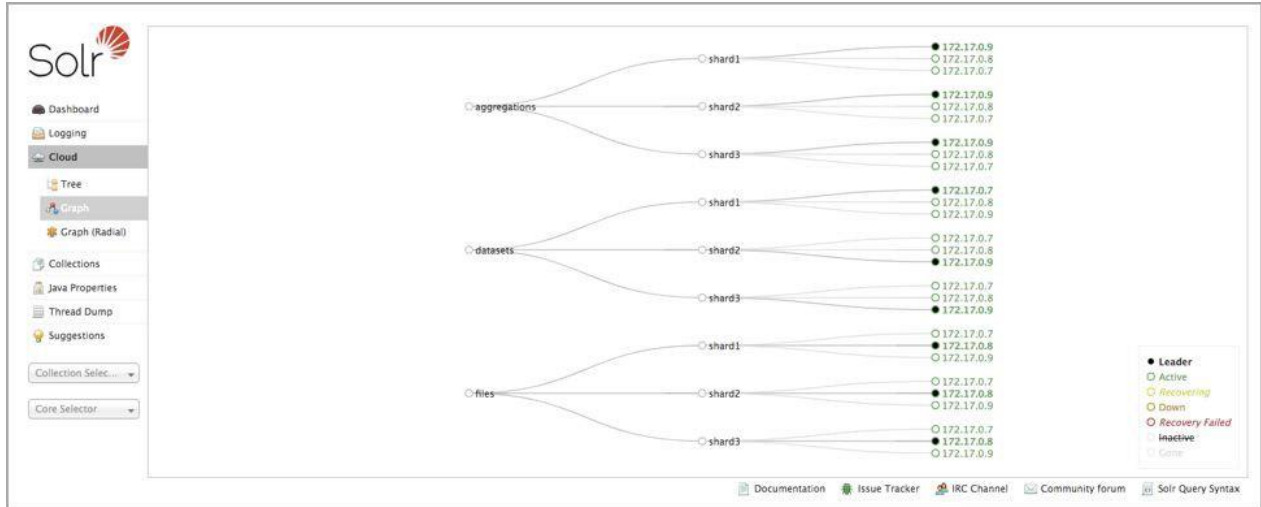 Solr
Dashboard
Logging
Cloud
Tree
Graph
Graph (Radial)
Collections
Java Properties
Thread Dump
Suggestions
Collection Selec...
Core Selector
aggregations
shard1
172.17.0.9
172.17.0.8
172.17.0.7
shard2
172.17.0.9
172.17.0.8
172.17.0.7
shard3
172.17.0.9
172.17.0.8
172.17.0.7
datasets
shard1
172.17.0.7
172.17.0.8
172.17.0.9
shard2
172.17.0.7
172.17.0.8
172.17.0.9
shard3
172.17.0.7
172.17.0.8
172.17.0.9
files
shard1
172.17.0.7
172.17.0.8
172.17.0.9
shard2
172.17.0.7
172.17.0.8
172.17.0.9
shard3
172.17.0.7
172.17.0.8
172.17.0.9
Leader
Active
Recovering
Down
Recovery Failed
Inactive
Gone
Documentation Issue Tracker IRC Channel Community forum Solr Query Syntax